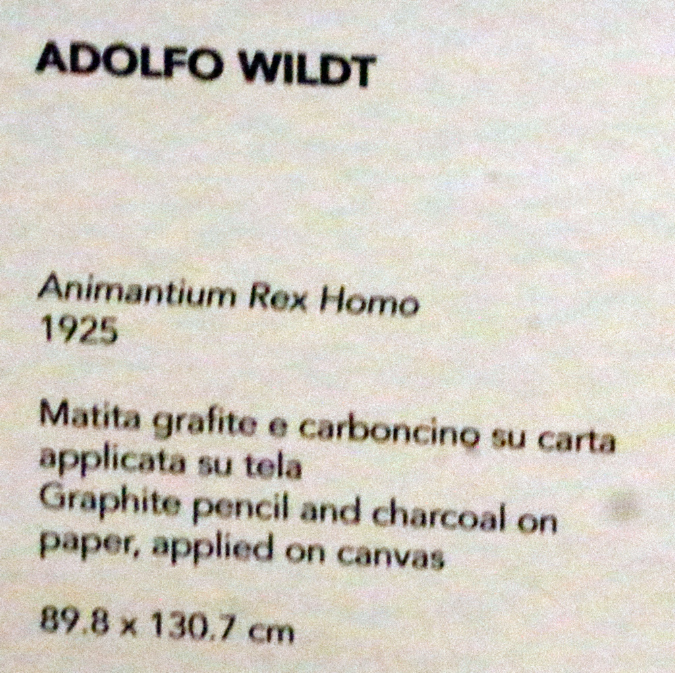 ADOLFO WILDT
Animantium Rex Homo
1925
Matita grafite e carboncino su carta
applicata su tela
Graphite pencil and charcoal on
paper, applied on canvas
89.8 x 130.7 cm